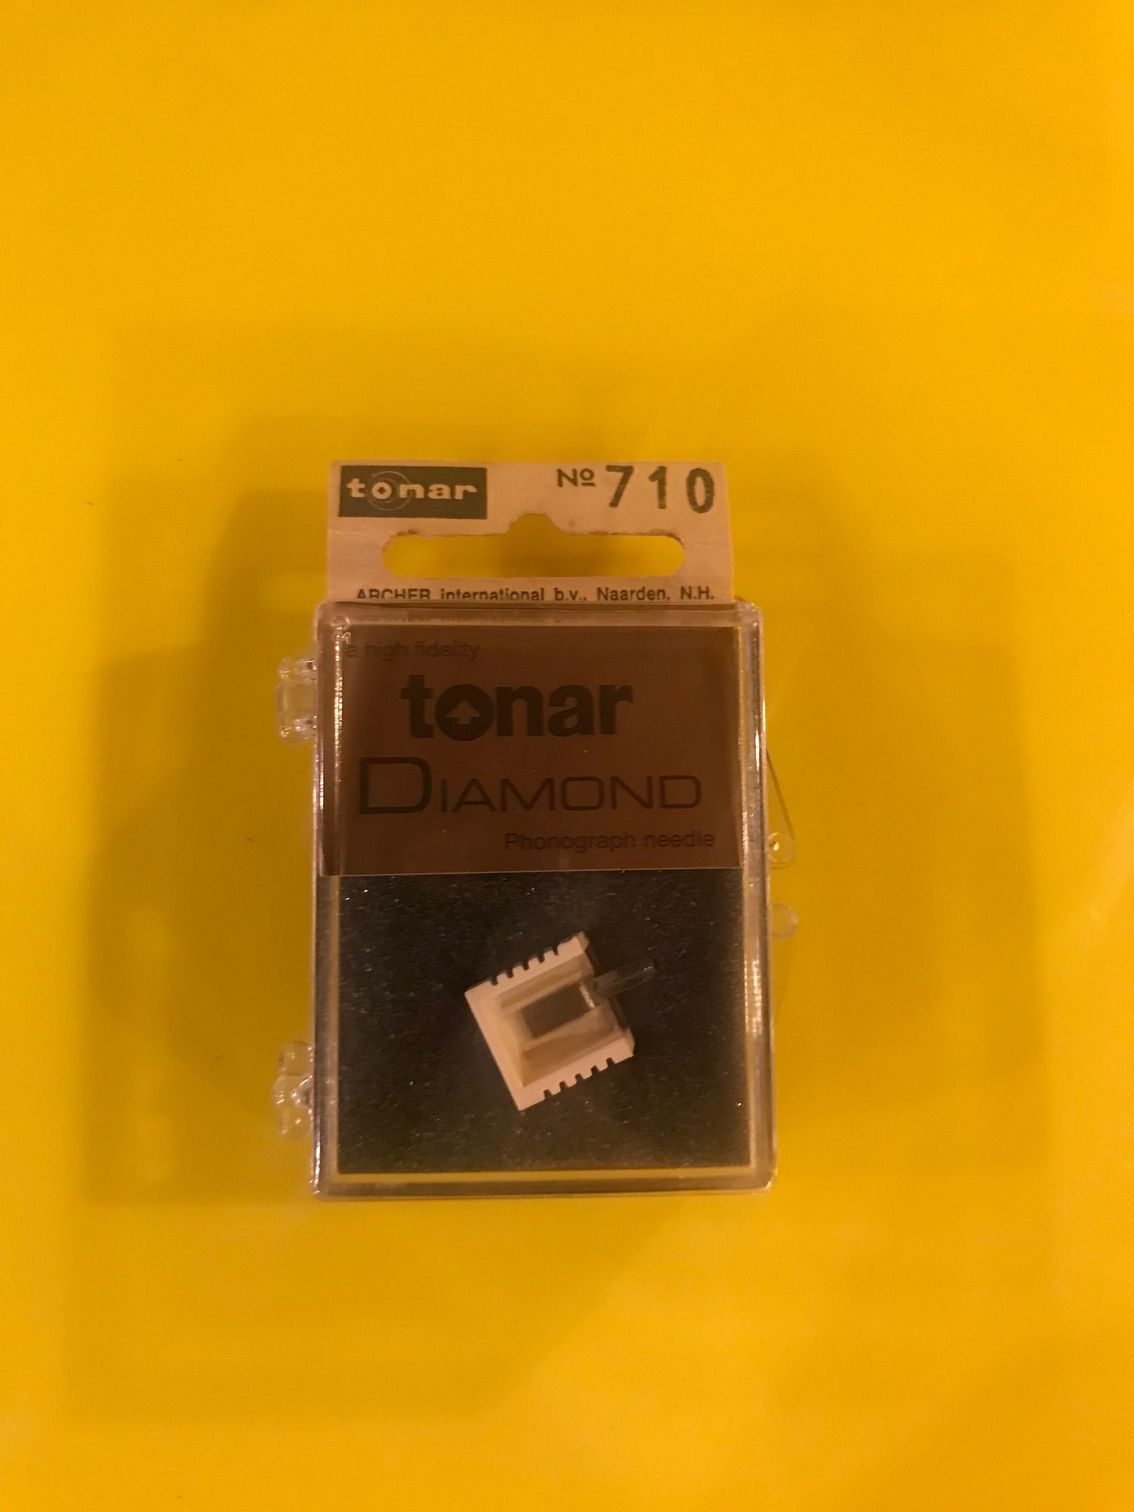 tonar
Nº 710
ARCHER international b.v., Naarden, N.H.
high fidelity
tonar
DIAMOND
Phonograph needle